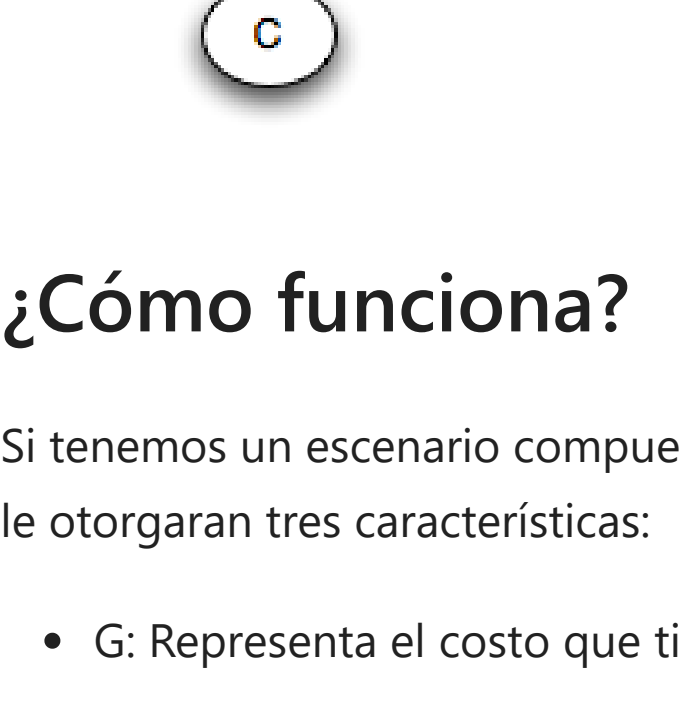 C
¿Cómo funciona?
Si tenemos un escenario compue
le otorgaran tres características:
• G: Representa el costo que ti